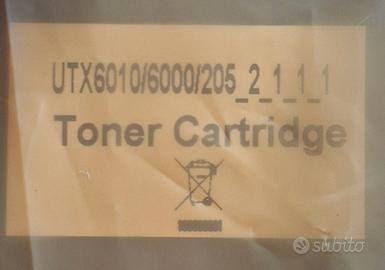 UTX6010/6000/205_2_1_1_1
Toner Cartridge
subito